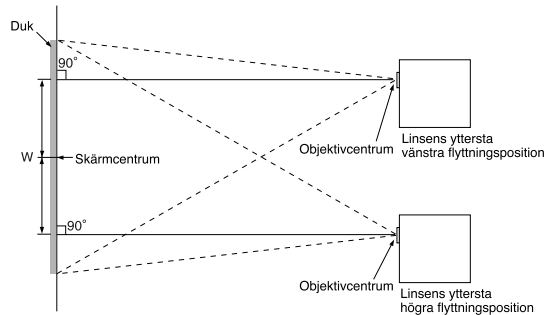 Duk
90°
W
Skärmcentrum
Objektivcentrum
Linsens yttersta
vänstra flyttningsposition
90°
Objektivcentrum
Linsens yttersta
högra flyttningsposition